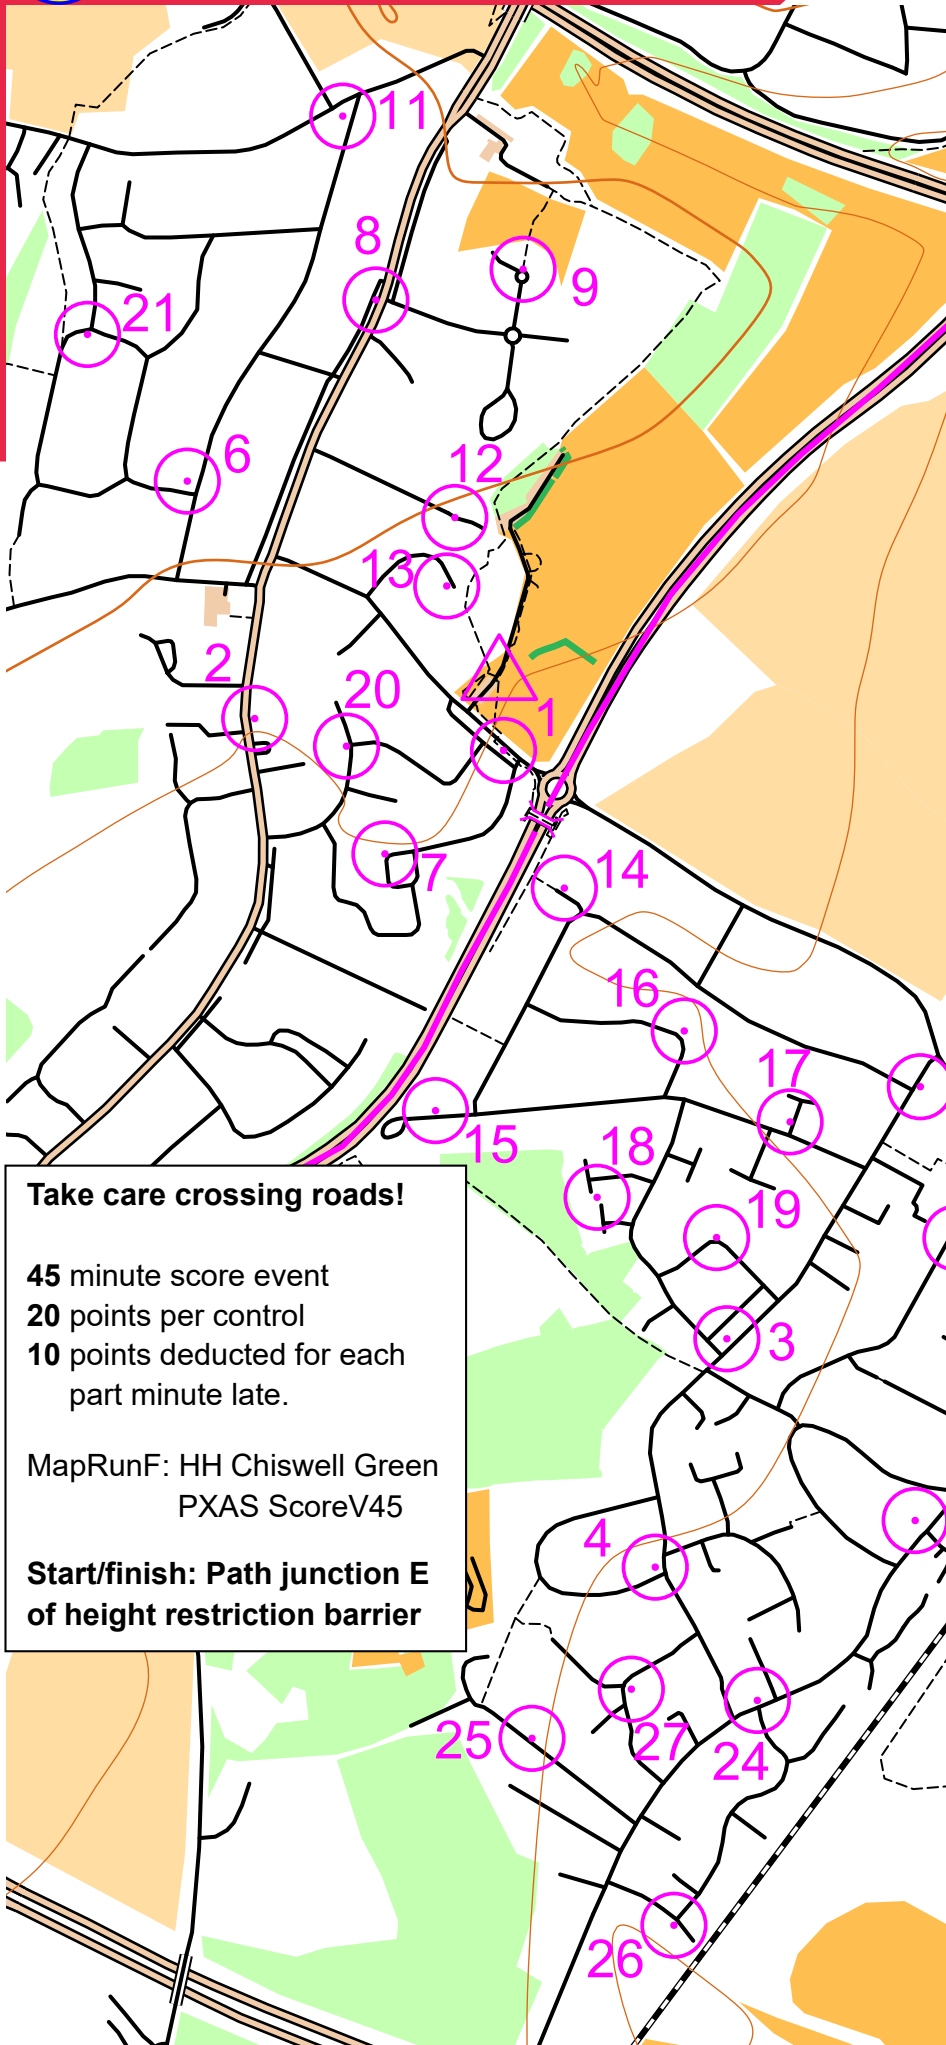 11
8
9
21
6
12
13
2
20
1
7
14
16
17
15
18
19
3
Take care crossing roads!
45 minute score event
20 points per control
10 points deducted for each
part minute late.
MapRunF: HH Chiswell Green
PXAS ScoreV45
Start/finish: Path junction E
of height restriction barrier
4
25
27
24
26